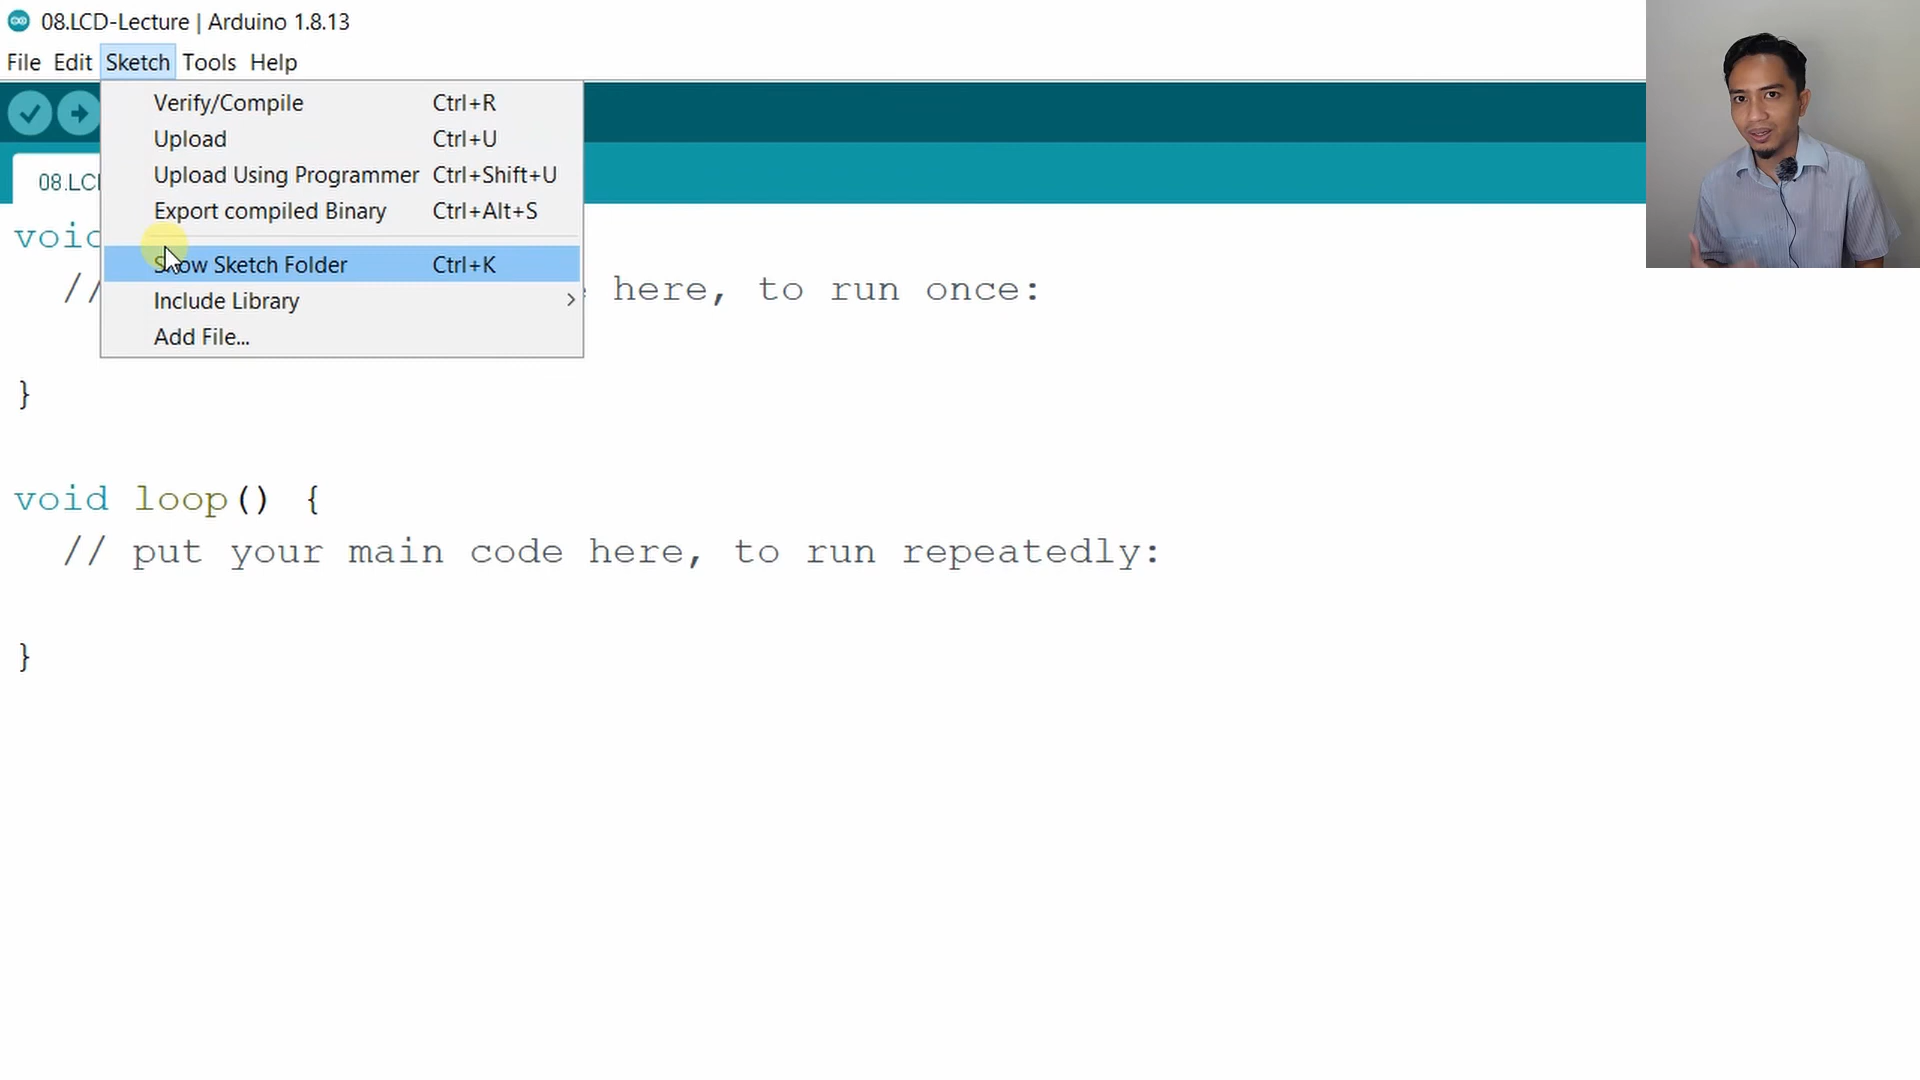 08.LCD-Lecture | Arduino 1.8.13
File Edit Sketch Tools Help
Verify/Compile Ctrl+R
Upload Ctrl+U
Upload Using Programmer Ctrl+Shift+U
Export compiled Binary Ctrl+Alt+S
Show Sketch Folder Ctrl+K
Include Library
Add File...
08.LC
void
// here, to run once:
}
void loop() {
// put your main code here, to run repeatedly:
}